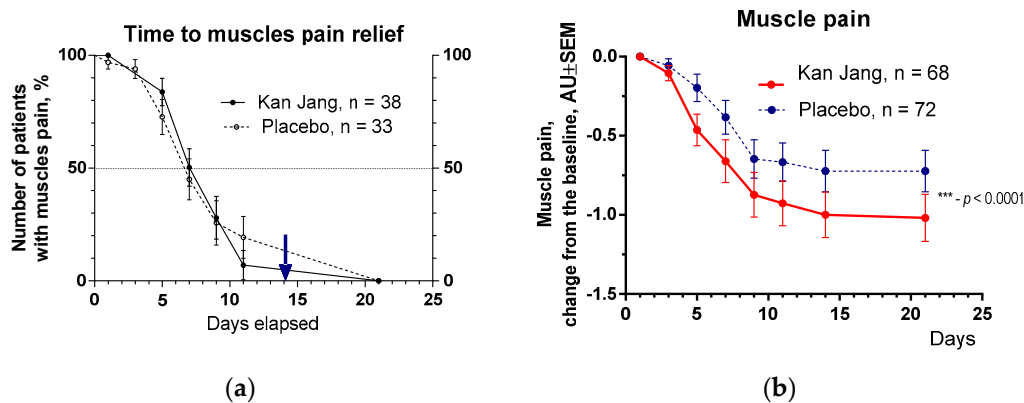 Time to muscles pain relief
Number of patients
with muscles pain, %
100
50
0
100
50
0
Kan Jang, n = 38
Placebo, n = 33
0 5 10 15 20 25
Days elapsed
(a)
Muscle pain
Muscle pain,
change from the baseline, AU±SEM
0.0
-0.5
-1.0
-1.5
Kan Jang, n = 68
Placebo, n = 72
*** - p < 0.0001
0 5 10 15 20 25
Days
(b)